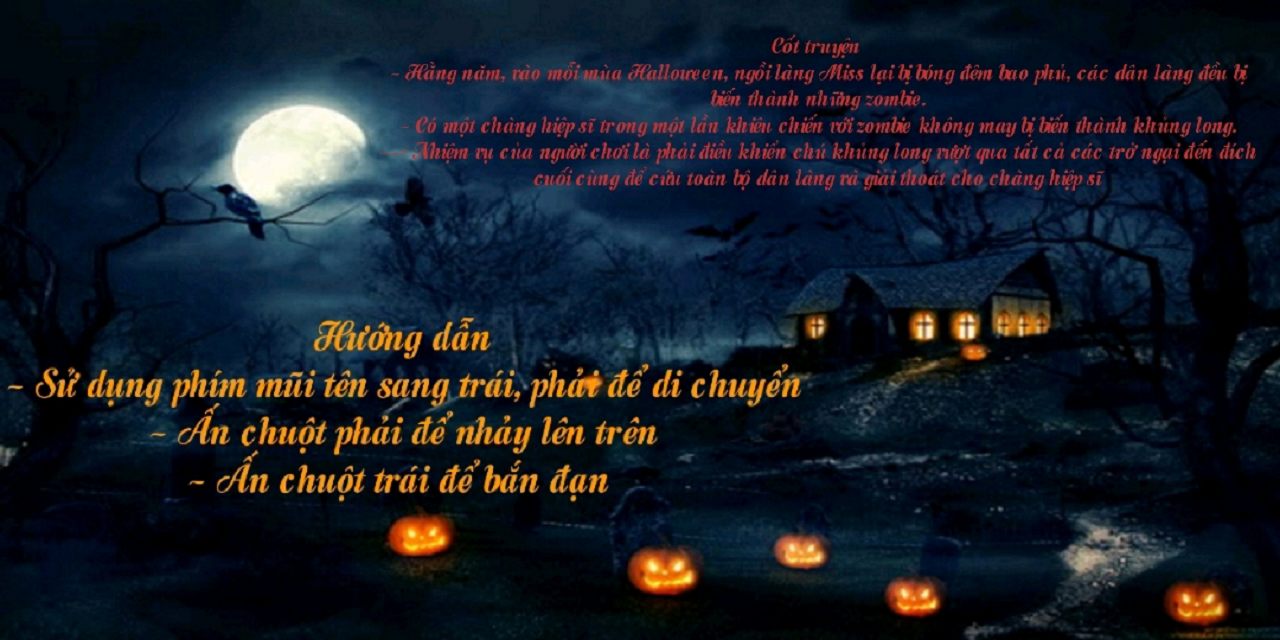 Cốt truyện
~ Hằng năm, vào mỗi mùa Halloween, ngôi làng Miss lại bị bóng đêm bao phủ, các dân làng đều bị
biến thành những zombie.
~ Có một chàng hiệp sĩ trong một lần khiêu chiến với zombie không may bị biến thành khủng long.
~ Nhiệm vụ của người chơi là phải điều khiển chú khủng long vượt qua tất cả các trở ngại đến đích
cuối cùng để cứu toàn bộ dân làng và giải thoát cho chàng hiệp sĩ
Hướng dẫn
~ Sử dụng phím mũi tên sang trái, phải để di chuyển
~ Ấn chuột phải để nhảy lên trên
~ Ấn chuột trái để bắn đạn